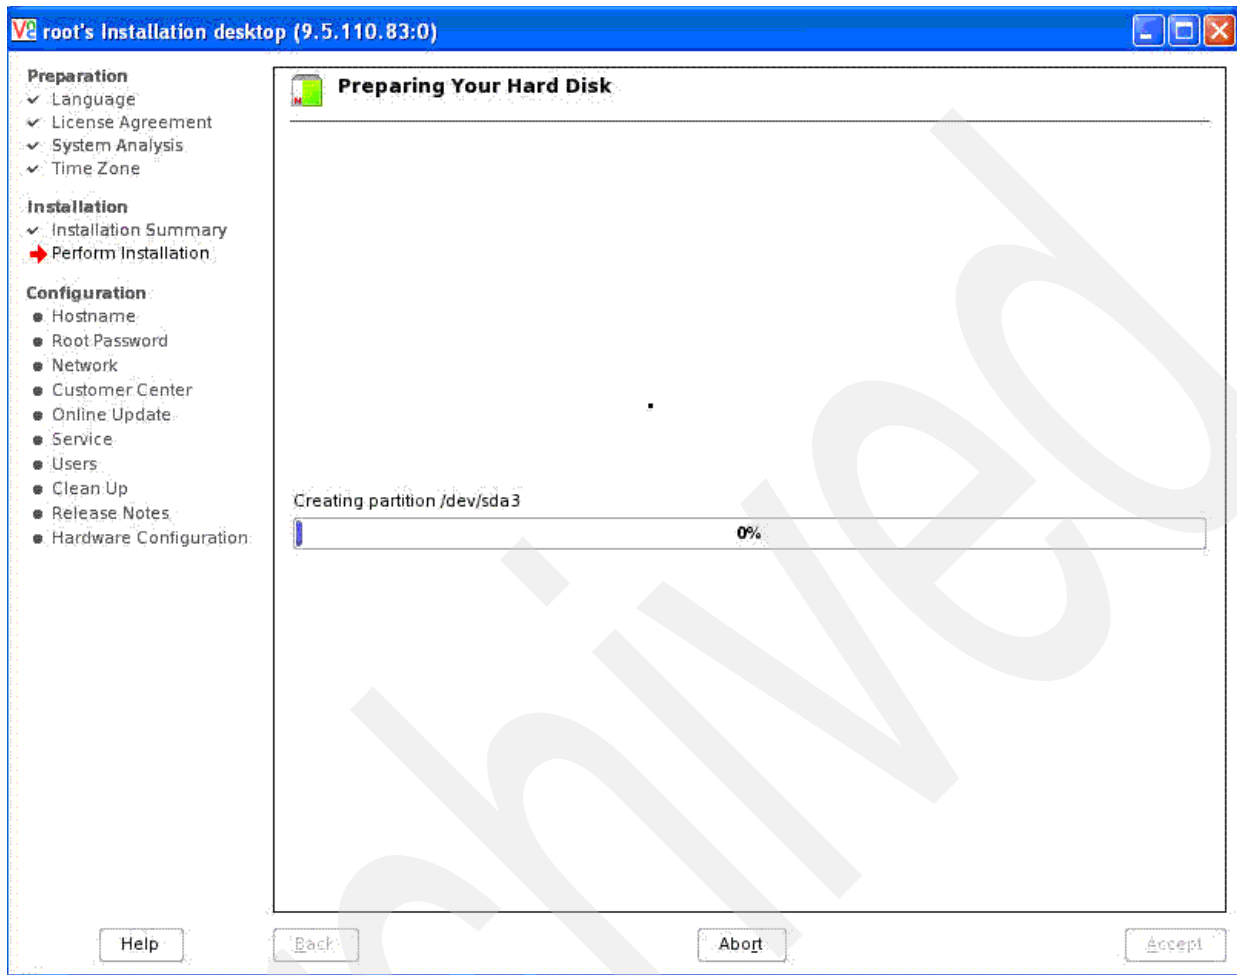 root's Installation desktop (9.5.110.83:0)
Preparation
Language
License Agreement
System Analysis
Time Zone
Installation
Installation Summary
Perform Installation
Configuration
Hostname
Root Password
Network
Customer Center
Online Update
Service
Users
Clean Up
Release Notes
Hardware Configuration
Preparing Your Hard Disk
Creating partition /dev/sda3
0%
Help
Back
Abort
Accept